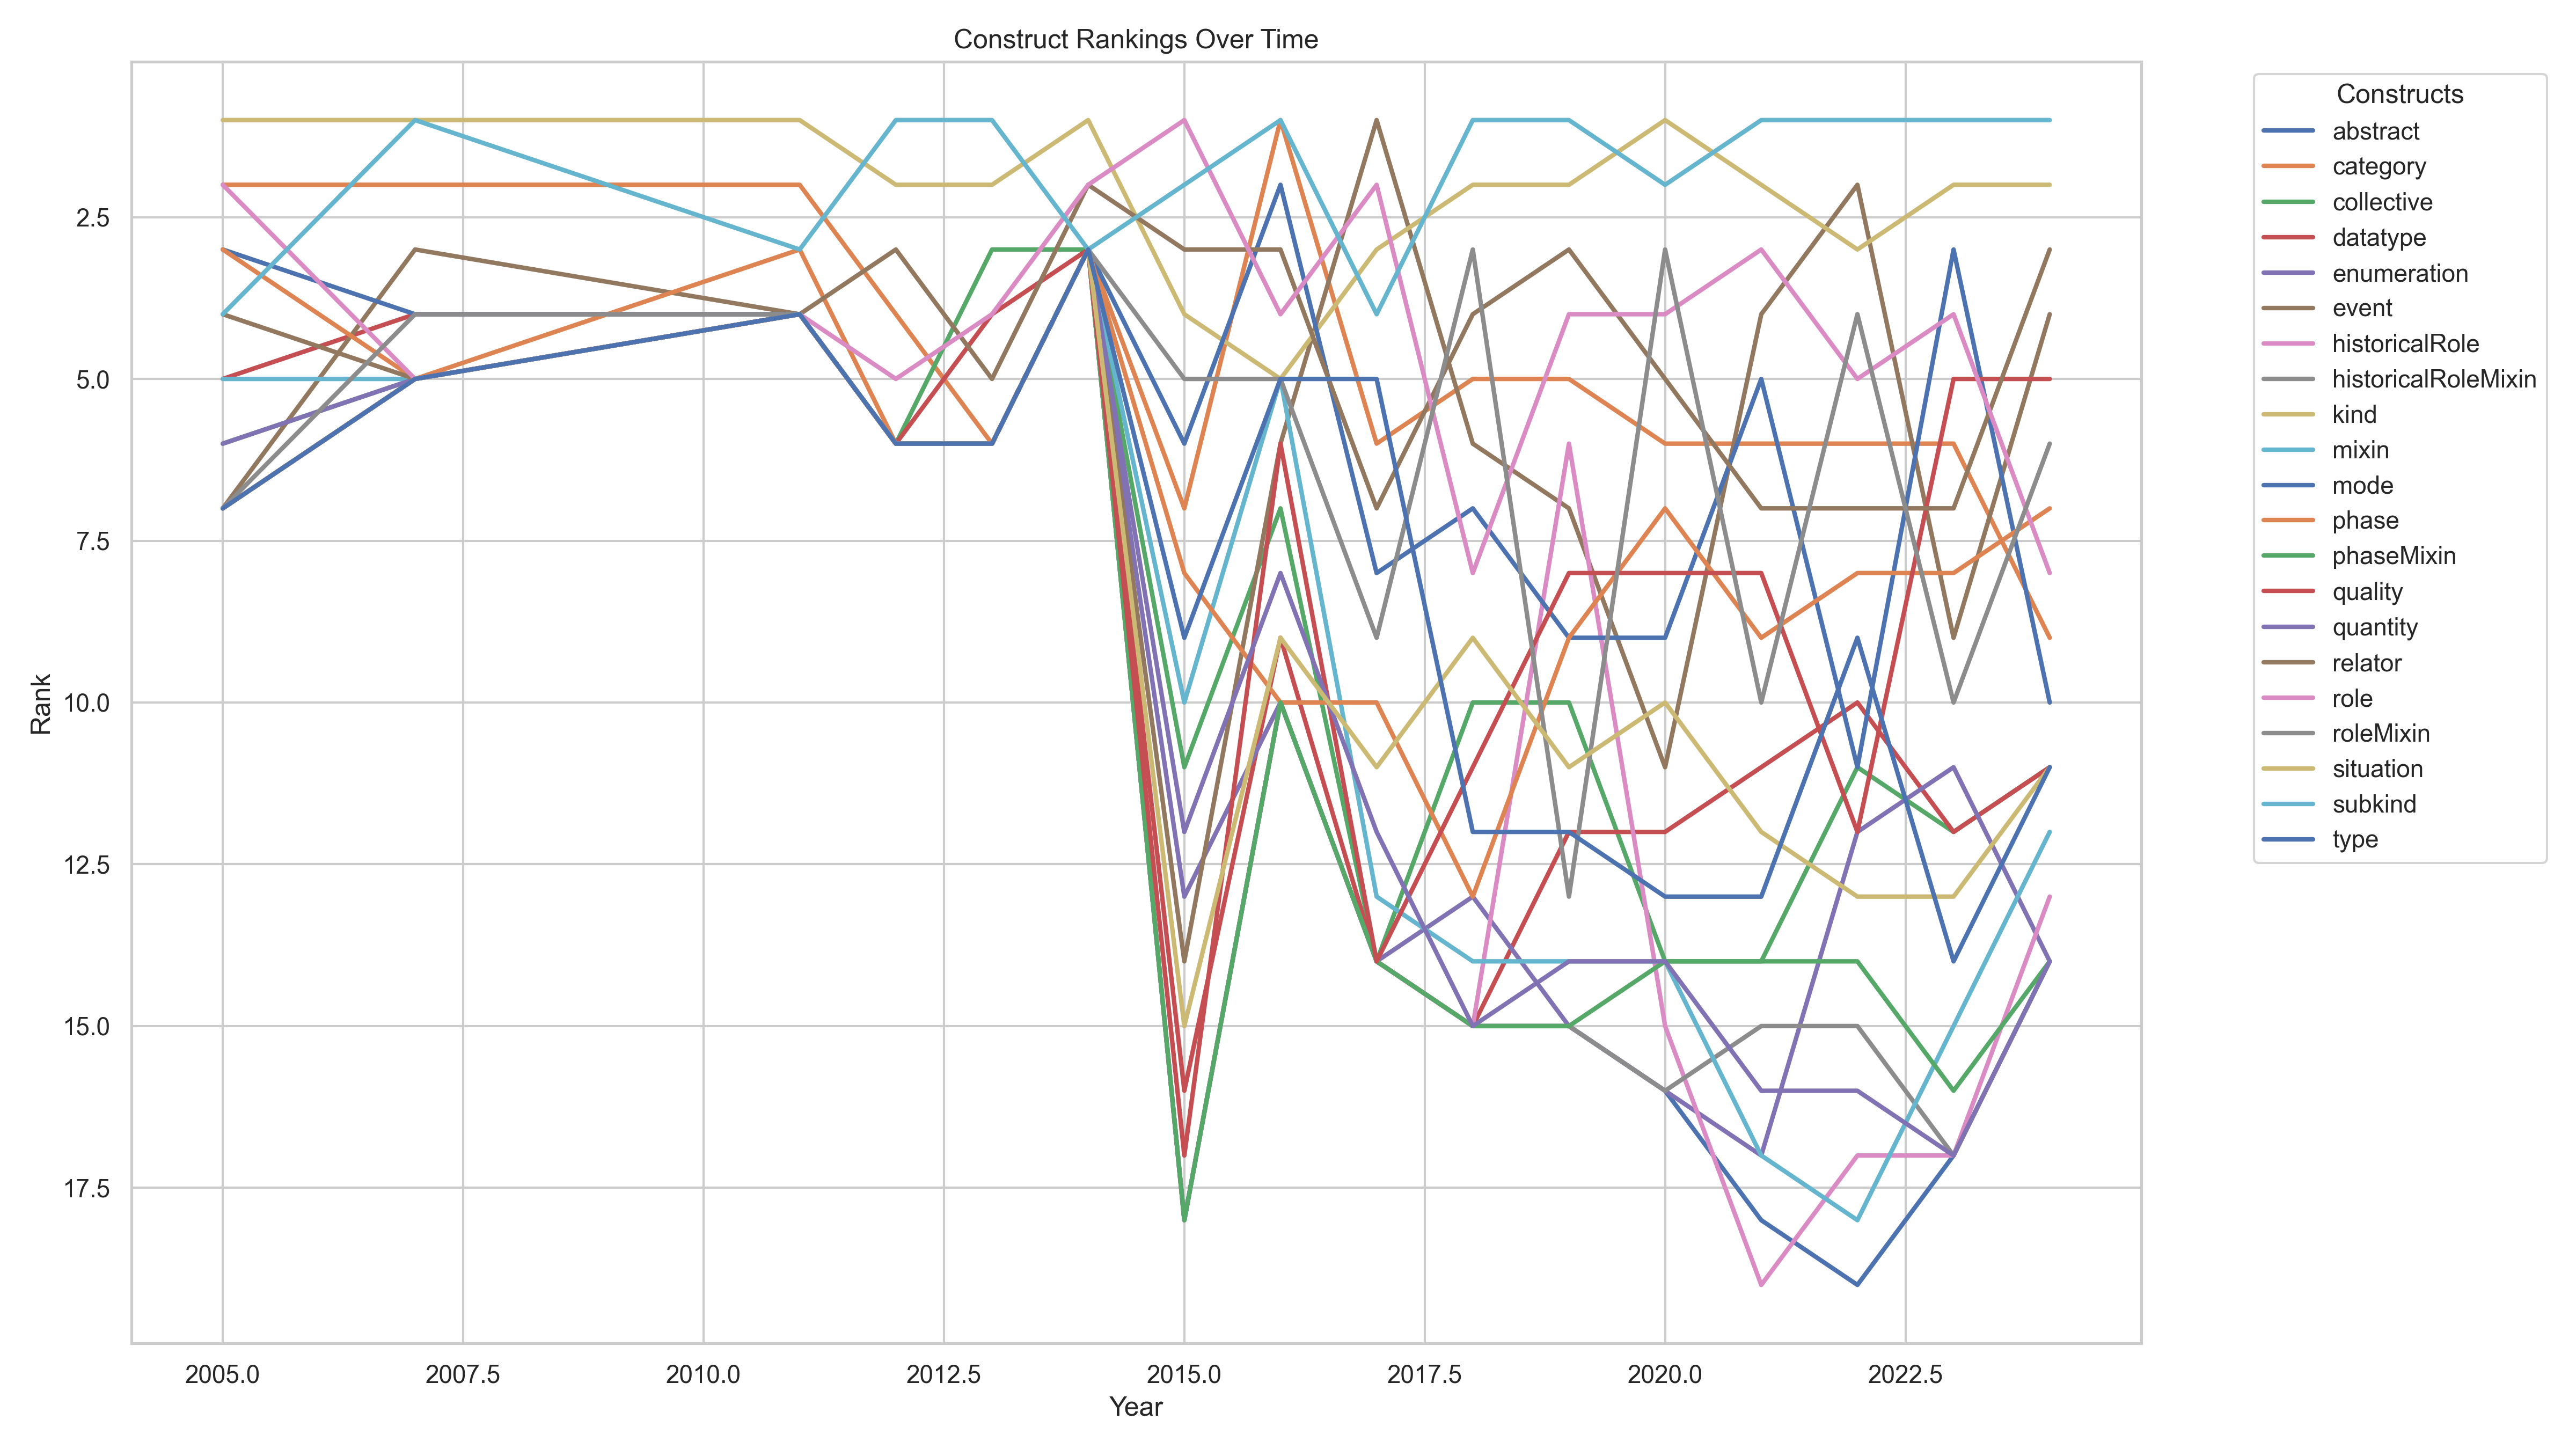 Construct Rankings Over Time
Rank
2.5
5.0
7.5
10.0
12.5
15.0
17.5
2005.0 2007.5 2010.0 2012.5 2015.0 2017.5 2020.0 2022.5
Year
Constructs
abstract
category
collective
datatype
enumeration
event
historicalRole
historicalRoleMixin
kind
mixin
mode
phase
phaseMixin
quality
quantity
relator
role
roleMixin
situation
subkind
type